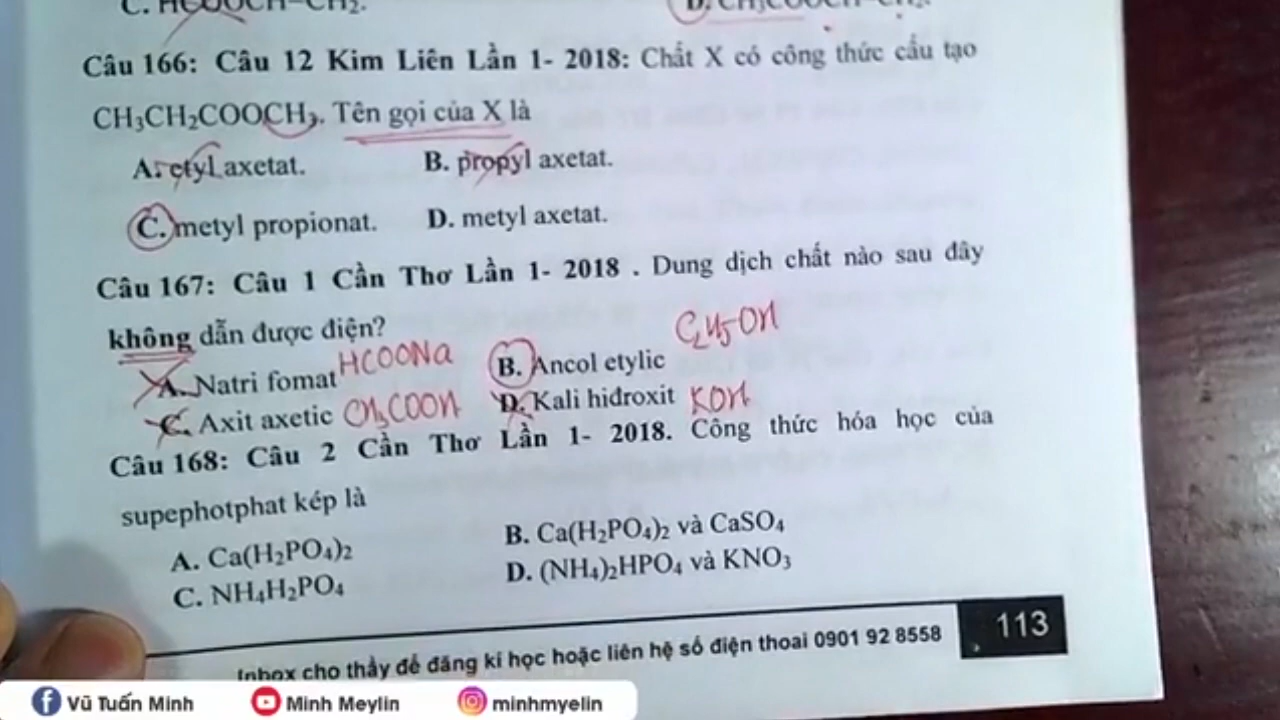 C. HCOOCH=CH2. D. CH3COOCH=CH2.
Câu 166: Câu 12 Kim Liên Lần 1- 2018: Chất X có công thức cấu tạo
CH₃CH₂COOCH₃. Tên gọi của X là
A. etyl axetat. B. propyl axetat.
C. metyl propionat. D. metyl axetat.
Câu 167: Câu 1 Cần Thơ Lần 1- 2018 . Dung dịch chất nào sau đây
không dẫn được điện?
C₂H₅OH
A. Natri fomat HCOONa B. Ancol etylic
C. Axit axetic CH₃COOH D. Kali hiđroxit KOH
Câu 168: Câu 2 Cần Thơ Lần 1- 2018. Công thức hóa học của
supephotphat kép là
A. Ca(H₂PO₄)₂ B. Ca(H₂PO₄)₂ và CaSO₄
C. NH₄H₂PO₄ D. (NH₄)₂HPO₄ và KNO₃
113
Inbox cho thầy để đăng kí học hoặc liên hệ số điện thoai 0901 92 8558
Vũ Tuấn Minh Minh Meylin minhmyelin